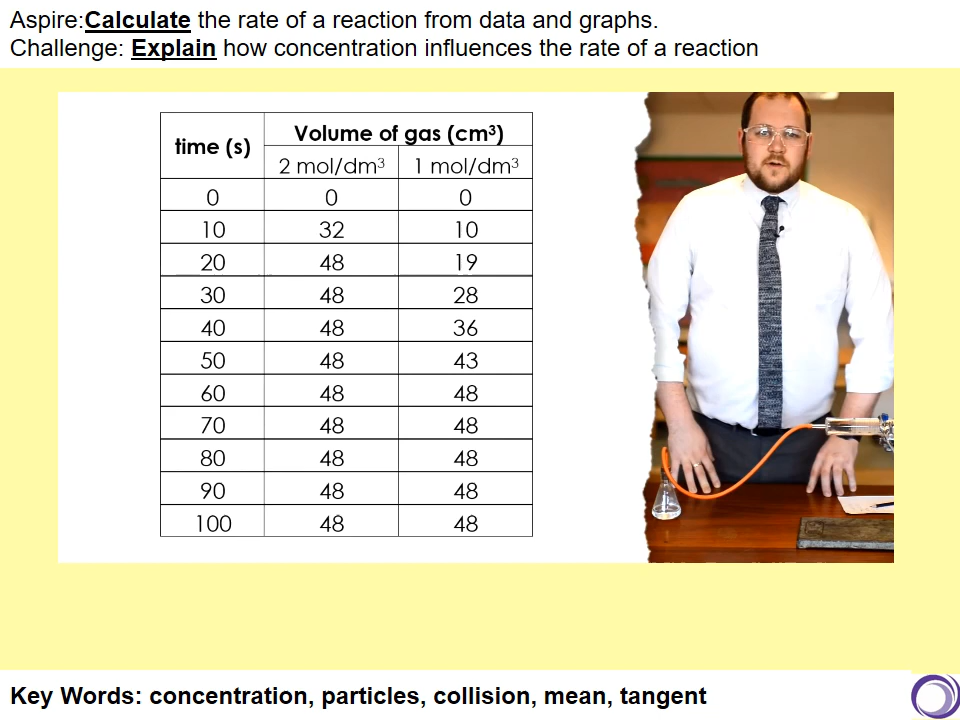 Aspire:Calculate the rate of a reaction from data and graphs.
Challenge: Explain how concentration influences the rate of a reaction
time (s) Volume of gas (cm³)
2 mol/dm³ 1 mol/dm³
0 0 0
10 32 10
20 48 19
30 48 28
40 48 36
50 48 43
60 48 48
70 48 48
80 48 48
90 48 48
100 48 48
Key Words: concentration, particles, collision, mean, tangent